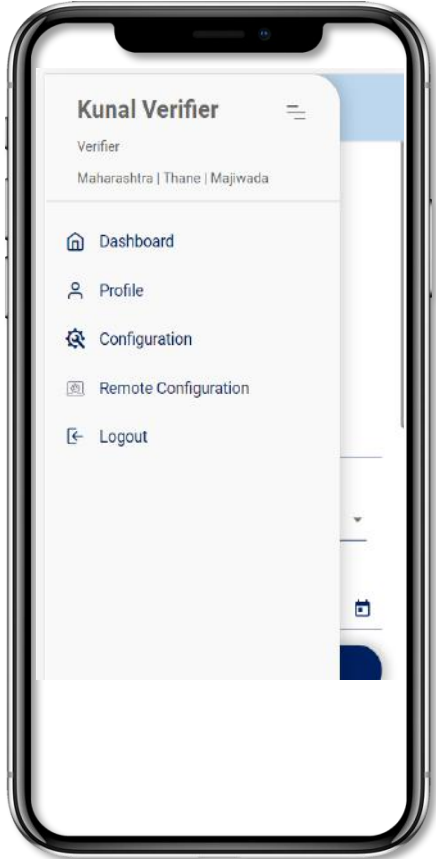 Kunal Verifier
Verifier
Maharashtra | Thane | Majiwada
Dashboard
Profile
Configuration
Remote Configuration
Logout